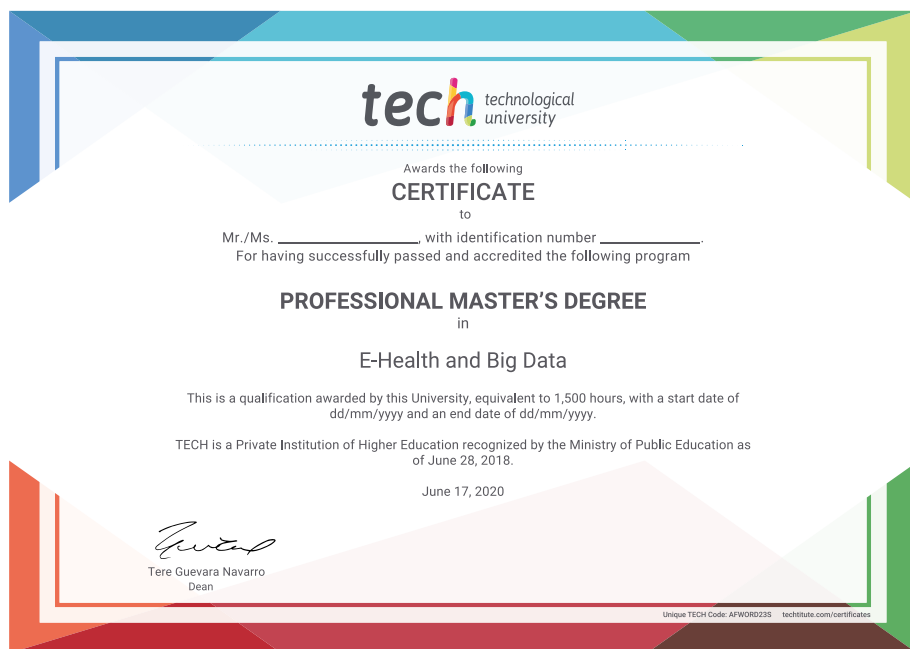 tech technological
university
Awards the following
CERTIFICATE
to
Mr./Ms. ____________________, with identification number ______________.
For having successfully passed and accredited the following program
PROFESSIONAL MASTER'S DEGREE
in
E-Health and Big Data
This is a qualification awarded by this University, equivalent to 1,500 hours, with a start date of
dd/mm/yyyy and an end date of dd/mm/yyyy.
TECH is a Private Institution of Higher Education recognized by the Ministry of Public Education as
of June 28, 2018.
June 17, 2020
Tere Guevara Navarro
Dean
Unique TECH Code: AFWORD23S techtitute.com/certificates